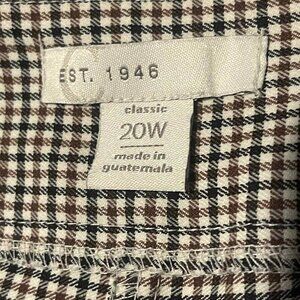 EST. 1946
classic
20W
made in
guatemala